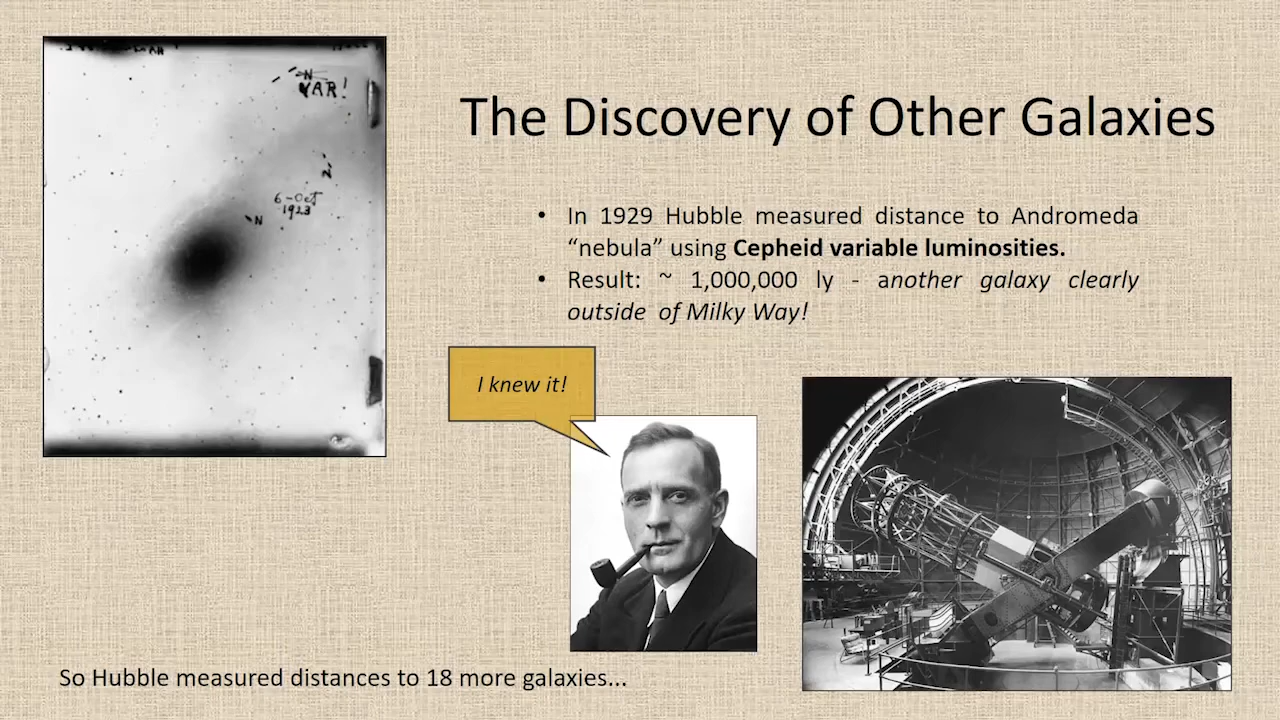 The Discovery of Other Galaxies
N
VAR!
N
6-Oct
1923
N
• In 1929 Hubble measured distance to Andromeda
“nebula” using Cepheid variable luminosities.
• Result: ~ 1,000,000 ly - another galaxy clearly
outside of Milky Way!
I knew it!
So Hubble measured distances to 18 more galaxies...